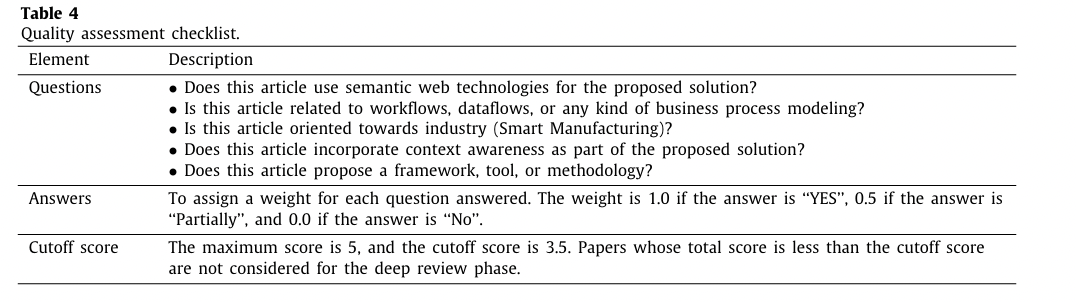 Table 4
Quality assessment checklist.
Element Description
Questions • Does this article use semantic web technologies for the proposed solution?
• Is this article related to workflows, dataflows, or any kind of business process modeling?
• Is this article oriented towards industry (Smart Manufacturing)?
• Does this article incorporate context awareness as part of the proposed solution?
• Does this article propose a framework, tool, or methodology?
Answers To assign a weight for each question answered. The weight is 1.0 if the answer is “YES”, 0.5 if the answer is
“Partially”, and 0.0 if the answer is “No”.
Cutoff score The maximum score is 5, and the cutoff score is 3.5. Papers whose total score is less than the cutoff score
are not considered for the deep review phase.